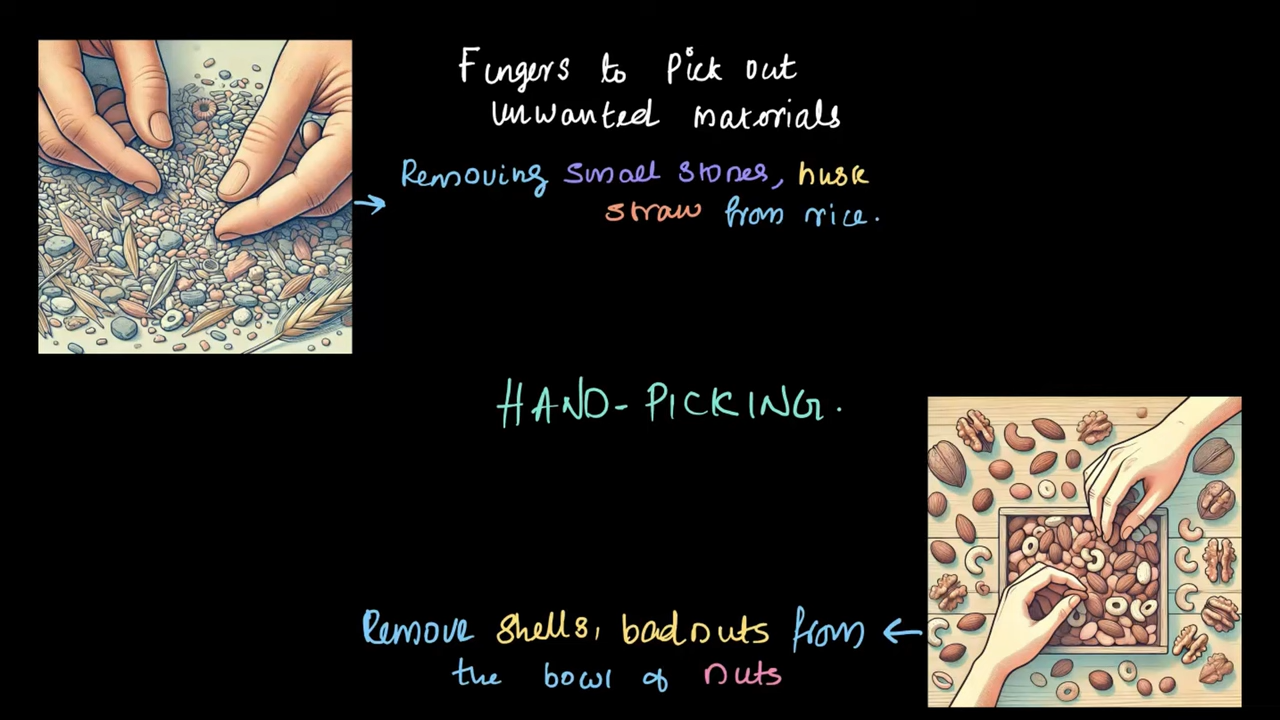 Fingers to Pick out
unwanted materials
Removing small stones, husk
straw from rice.
HAND-PICKING.
Remove shells, bad nuts from
the bowl of nuts